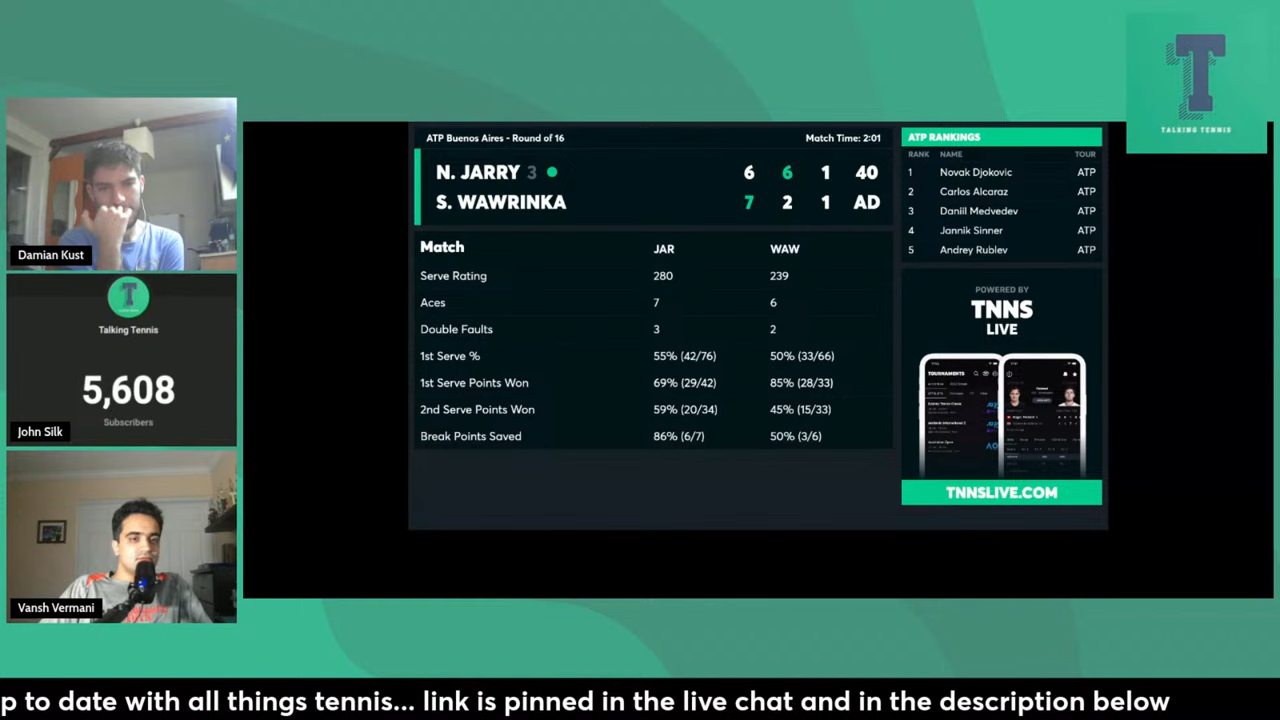 T
TALKING TENNIS
Damian Kust
T
Talking Tennis
5,608
Subscribers
John Silk
Vansh Vermani
ATP Buenos Aires - Round of 16 Match Time: 2:01
N. JARRY 3 6 6 1 40
S. WAWRINKA 7 2 1 AD
Match JAR WAW
Serve Rating 280 239
Aces 7 6
Double Faults 3 2
1st Serve % 55% (42/76) 50% (33/66)
1st Serve Points Won 69% (29/42) 85% (28/33)
2nd Serve Points Won 59% (20/34) 45% (15/33)
Break Points Saved 86% (6/7) 50% (3/6)
ATP RANKINGS
RANK NAME TOUR
1 Novak Djokovic ATP
2 Carlos Alcaraz ATP
3 Daniil Medvedev ATP
4 Jannik Sinner ATP
5 Andrey Rublev ATP
POWERED BY
TNNS
LIVE
TOURNAMENTS
TNNSLIVE.COM
p to date with all things tennis... link is pinned in the live chat and in the description below